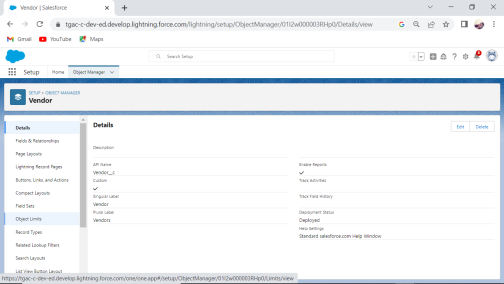 Vendor | Salesforce
tgac-c-dev-ed.develop.lightning.force.com/lightning/setup/ObjectManager/01I2w000003RHp0/Details/view
Gmail YouTube Maps
Search Setup
Setup Home Object Manager
SETUP > OBJECT MANAGER
Vendor
Details
Fields & Relationships
Page Layouts
Lightning Record Pages
Buttons, Links, and Actions
Compact Layouts
Field Sets
Object Limits
Record Types
Related Lookup Filters
Search Layouts
List View Button Layout
Details
Edit Delete
Description
API Name
Vendor__c
Custom
Singular Label
Vendor
Plural Label
Vendors
Enable Reports
Track Activities
Track Field History
Deployment Status
Deployed
Help Settings
Standard salesforce.com Help Window
https://tgac-c-dev-ed.develop.lightning.force.com/one/one.app#/setup/ObjectManager/01I2w000003RHp0/Limits/view